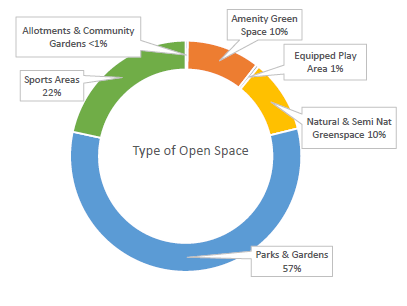 Allotments & Community
Gardens <1%
Amenity Green
Space 10%
Equipped Play
Area 1%
Sports Areas
22%
Natural & Semi Nat
Greenspace 10%
Type of Open Space
Parks & Gardens
57%